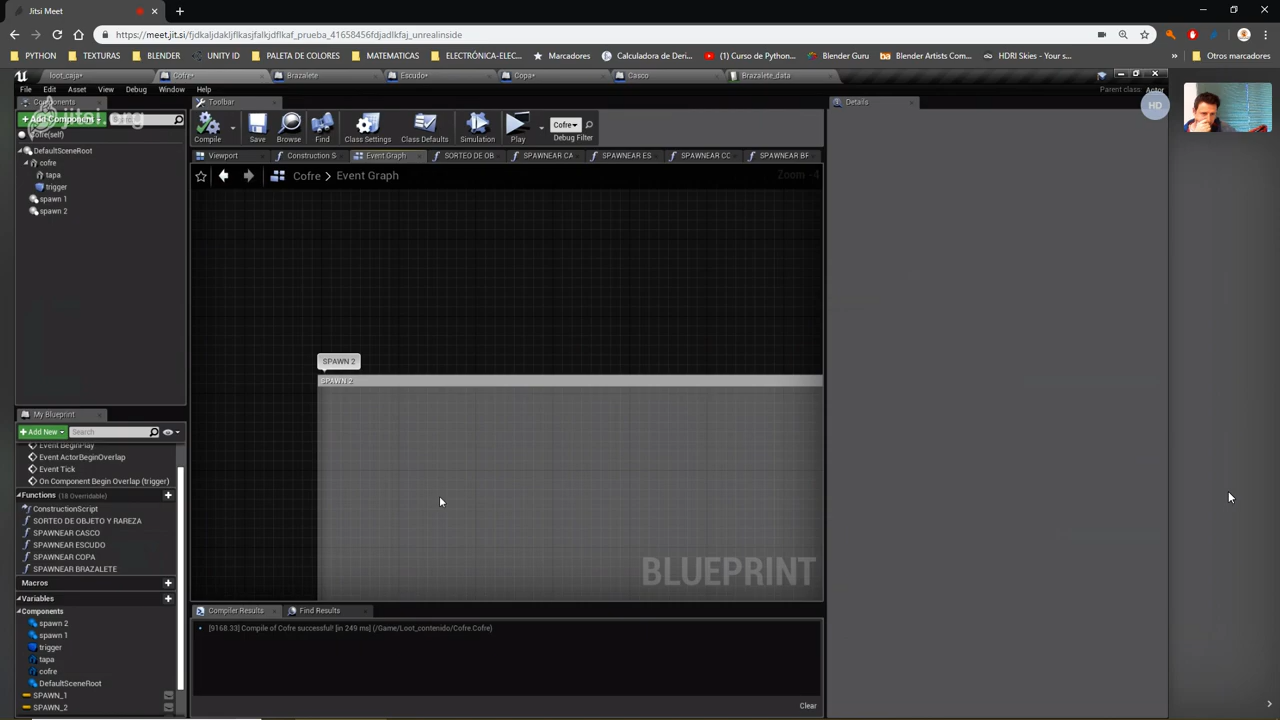 Jitsi Meet
https://meet.jit.si/fjdkaljdakljflkasjfalkjdflkaf_prueba_41658456fdjadlkfaj_unrealinside
PYTHON TEXTURAS BLENDER UNITY ID PALETA DE COLORES MATEMATICAS ELECTRÓNICA-ELEC... Marcadores Calculadora de Deri... Curso de Python... Blender Guru Blender Artists Com... HDRI Skies - Your s... » Otros marcadores
loot_caja* Cofre* Brazalete Escudo* Copa* Casco Brazalete_data
File Edit Asset View Debug Window Help
Parent class: Actor
Components Toolbar Details
jitsi.org
+ Add Component
HD
Cofre(self)
DefaultSceneRoot
cofre
tapa
trigger
spawn 1
spawn 2
Compile Save Browse Find Class Settings Class Defaults Simulation Play Cofre Debug Filter
Viewport Construction S Event Graph SORTEO DE OB SPAWNEAR CA SPAWNEAR ES SPAWNEAR CC SPAWNEAR BF
Cofre > Event Graph
Zoom -4
SPAWN 2
SPAWN 2
BLUEPRINT
My Blueprint
+ Add New Search
Event BeginPlay
Event ActorBeginOverlap
Event Tick
On Component Begin Overlap (trigger)
Functions (18 Overridable) +
ConstructionScript
SORTEO DE OBJETO Y RAREZA
SPAWNEAR CASCO
SPAWNEAR ESCUDO
SPAWNEAR COPA
SPAWNEAR BRAZALETE
Macros +
Variables +
Components
spawn 2
spawn 1
trigger
tapa
cofre
DefaultSceneRoot
SPAWN_1
SPAWN_2
Compiler Results Find Results
[9168.33] Compile of Cofre successful! [in 249 ms] (/Game/Loot_contenido/Cofre.Cofre)
Clear